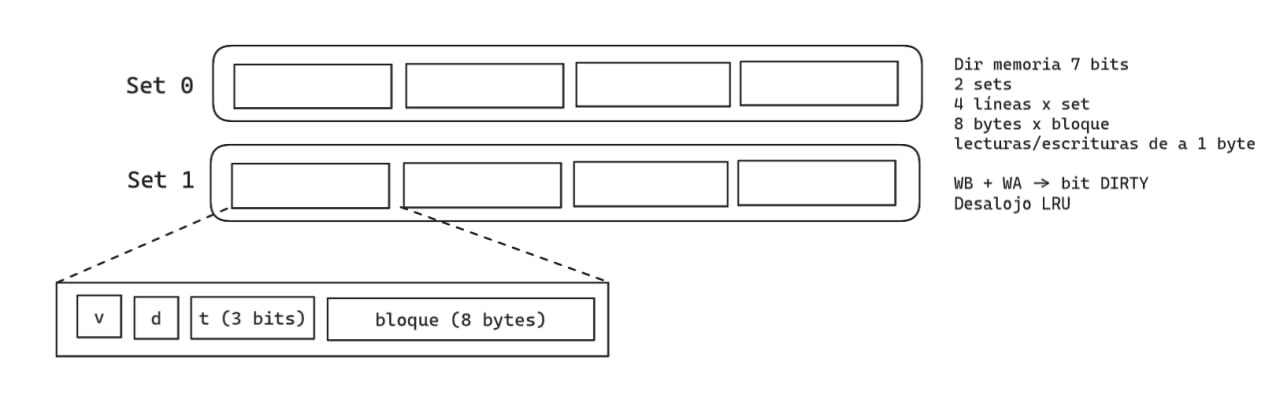 Set 0
Set 1
Dir memoria 7 bits
2 sets
4 líneas x set
8 bytes x bloque
lecturas/escrituras de a 1 byte
WB + WA → bit DIRTY
Desalojo LRU
v
d
t (3 bits)
bloque (8 bytes)